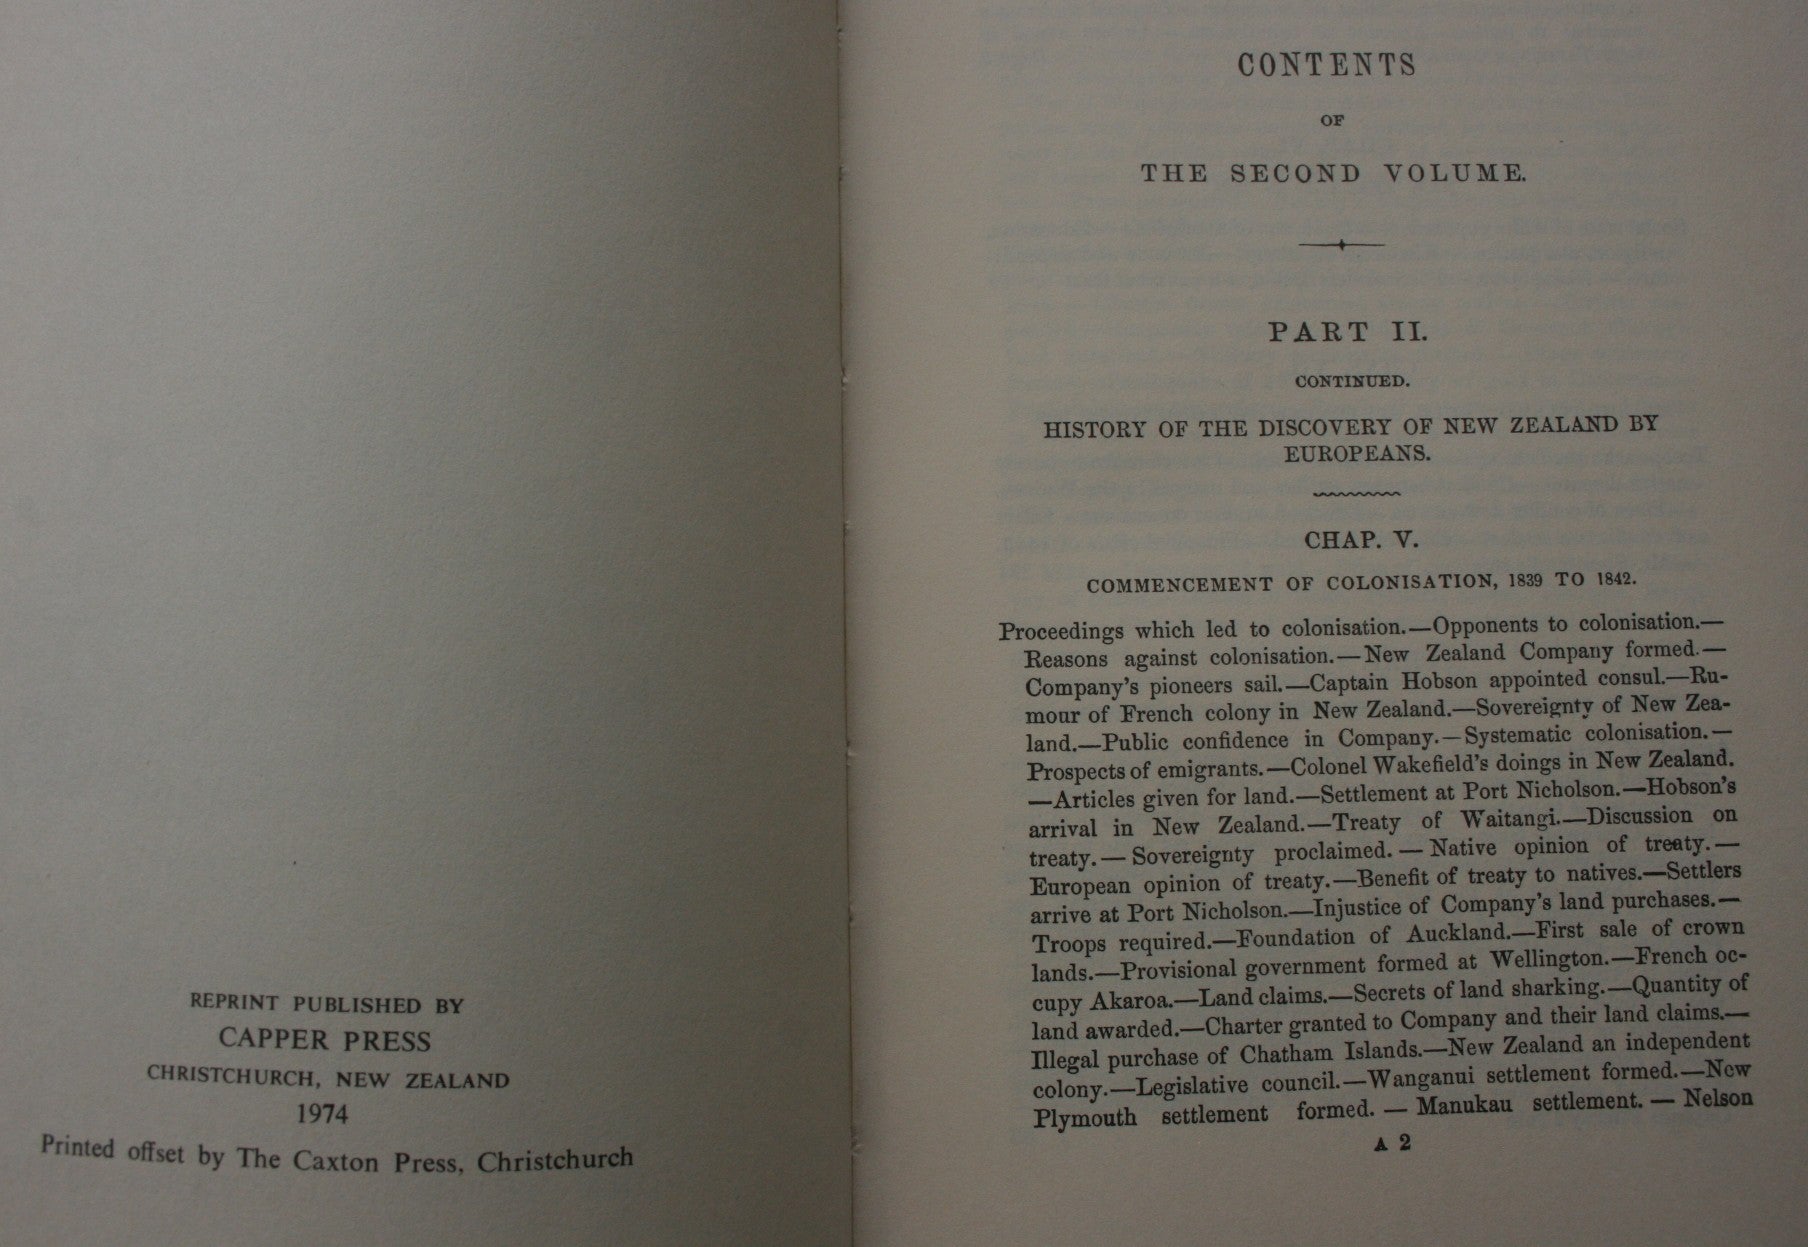 REPRINT PUBLISHED BY
CAPPER PRESS
CHRISTCHURCH, NEW ZEALAND
1974
Printed offset by The Caxton Press, Christchurch
CONTENTS
OF
THE SECOND VOLUME.
PART II.
CONTINUED.
HISTORY OF THE DISCOVERY OF NEW ZEALAND BY
EUROPEANS.
CHAP. V.
COMMENCEMENT OF COLONISATION, 1839 TO 1842.
Proceedings which led to colonisation.—Opponents to colonisation.—
Reasons against colonisation.—New Zealand Company formed.—
Company's pioneers sail.—Captain Hobson appointed consul.—Ru-
mour of French colony in New Zealand.—Sovereignty of New Zea-
land.—Public confidence in Company.—Systematic colonisation.—
Prospects of emigrants.—Colonel Wakefield's doings in New Zealand.
—Articles given for land.—Settlement at Port Nicholson.—Hobson's
arrival in New Zealand.—Treaty of Waitangi.—Discussion on
treaty.—Sovereignty proclaimed.—Native opinion of treaty.—
European opinion of treaty.—Benefit of treaty to natives.—Settlers
arrive at Port Nicholson.—Injustice of Company's land purchases.—
Troops required.—Foundation of Auckland.—First sale of crown
lands.—Provisional government formed at Wellington.—French oc-
cupy Akaroa.—Land claims.—Secrets of land sharking.—Quantity of
land awarded.—Charter granted to Company and their land claims.—
Illegal purchase of Chatham Islands.—New Zealand an independent
colony.—Legislative council.—Wanganui settlement formed.—New
Plymouth settlement formed.—Manukau settlement.—Nelson
A 2